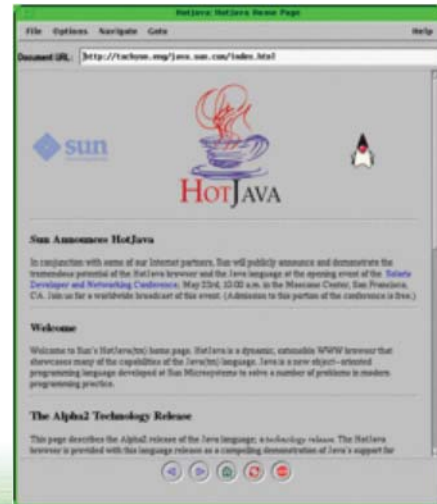 HotJava: HotJava Home Page
File Options Navigate Goto Help
Document URL: http://tachyon.eng/java.sun.com/index.html
sun
HOTJAVA
Sun Announces HotJava
In conjunction with some of our Internet partners, Sun will publicly announce and demonstrate the
tremendous potential of the HotJava browser and the Java language at the opening event of the
Developer and Networking Conference, May 23rd, 10:00 a.m. in the Moscone Center, San Francisco,
CA. Join us for a worldwide broadcast of this event. (Admission to this portion of the conference is free.)
Welcome
Welcome to Sun's HotJava(tm) home page. HotJava is a dynamic, extensible WWW browser that
showcases many of the capabilities of the Java(tm) language. Java is a new object-oriented
programming language developed at Sun Microsystems to solve a number of problems in modern
programming practice.
The Alpha2 Technology Release
This page describes the Alpha2 release of the Java language, a technology release. The HotJava
browser is provided with this language release as a compelling demonstration of Java's support for